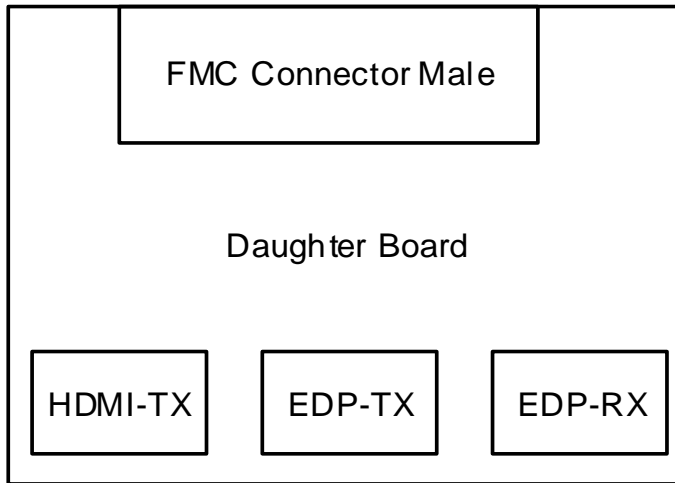 FMC Connector Male
Daughter Board
HDMI-TX
EDP-TX
EDP-RX